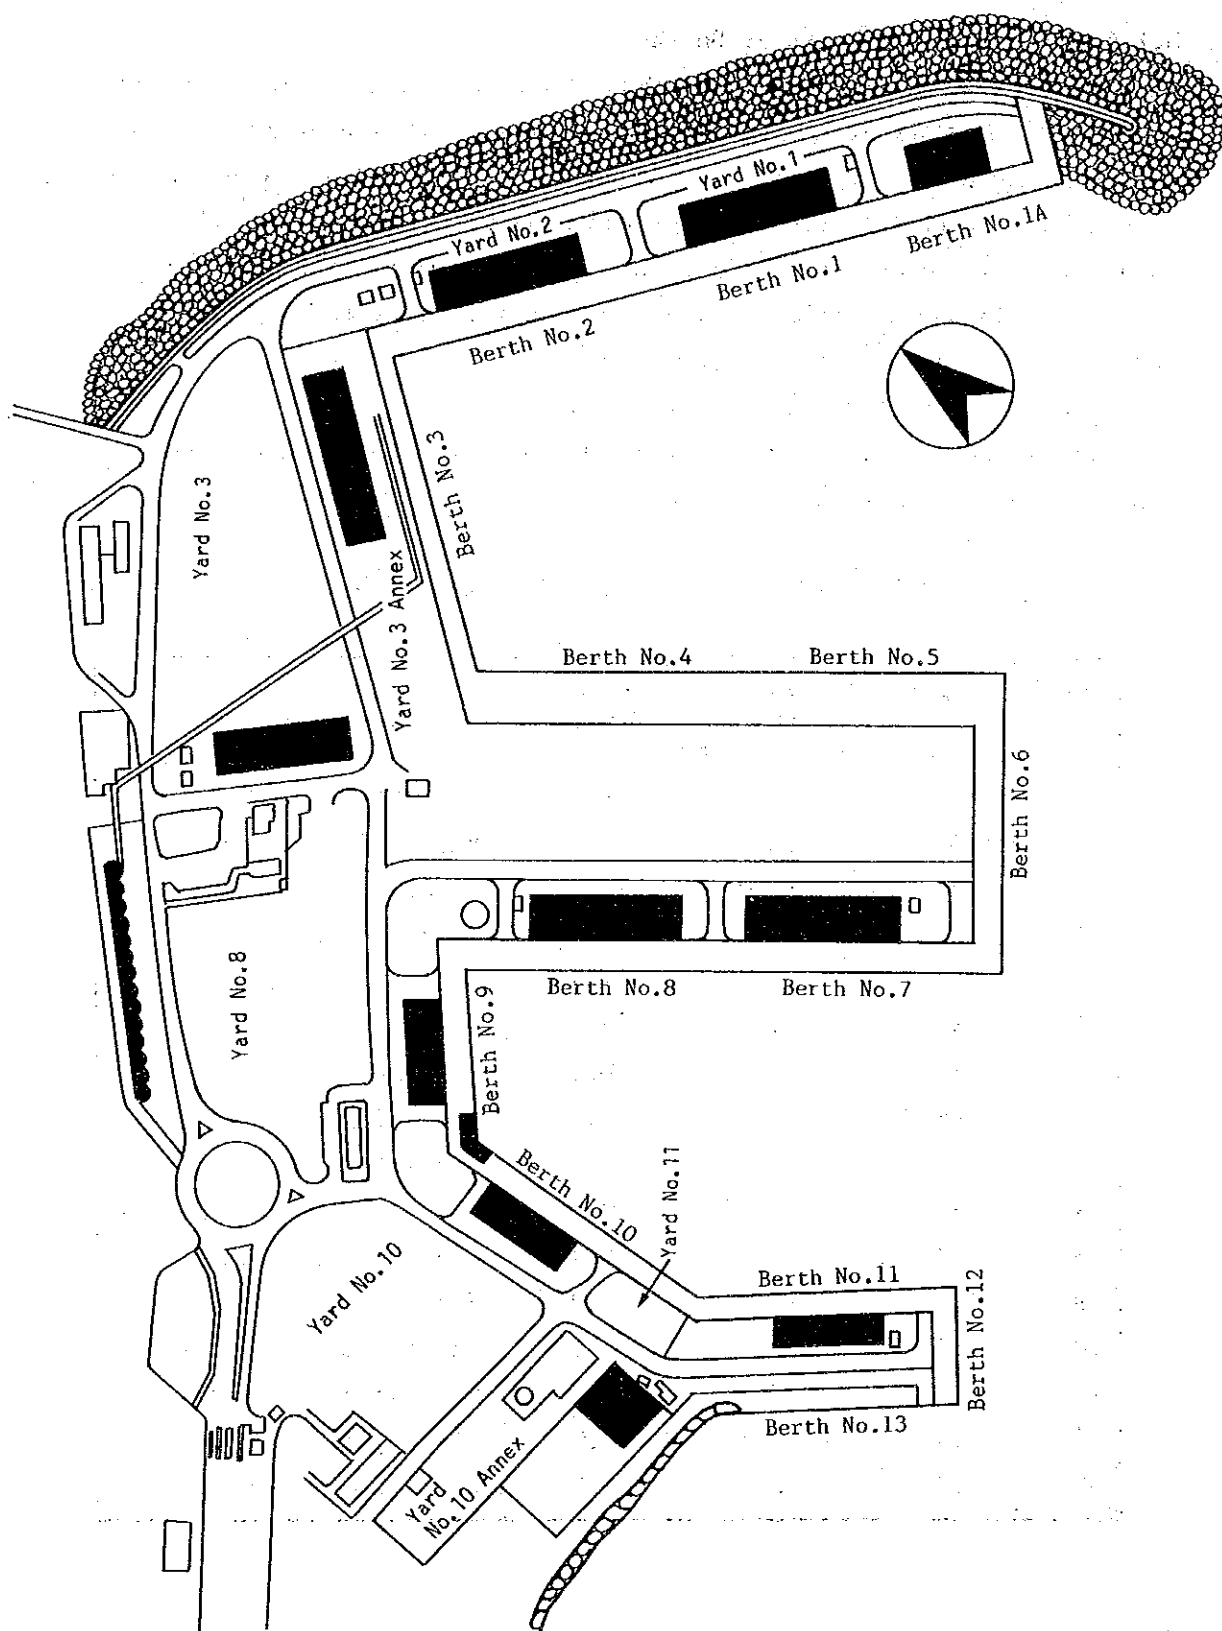 Yard No.1
Yard No.2
Berth No.1A
Berth No.1
Berth No.2
Yard No.3
Berth No.3
Yard No.3 Annex
Berth No.4
Berth No.5
Berth No.6
Berth No.8
Berth No.7
Yard No.8
Berth No.9
Berth No.10
Yard No.11
Yard No.10
Berth No.11
Berth No.12
Berth No.13
Yard
No.10 Annex